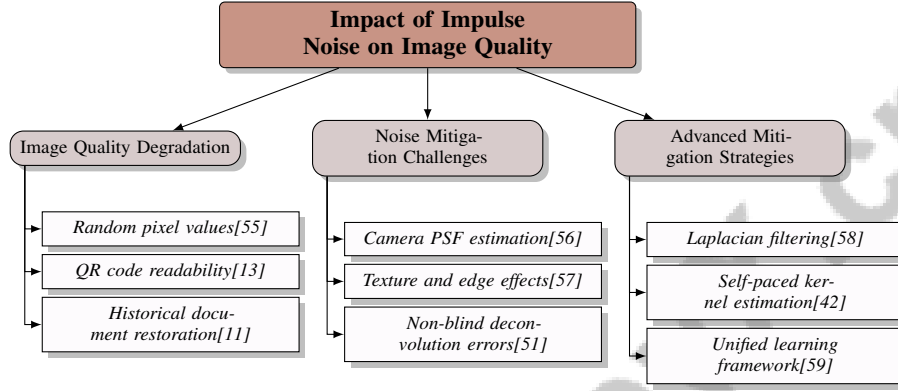 Impact of Impulse
Noise on Image Quality
Image Quality Degradation
Random pixel values[55]
QR code readability[13]
Historical docu-
ment restoration[11]
Noise Mitiga-
tion Challenges
Camera PSF estimation[56]
Texture and edge effects[57]
Non-blind decon-
volution errors[51]
Advanced Miti-
gation Strategies
Laplacian filtering[58]
Self-paced ker-
nel estimation[42]
Unified learning
framework[59]